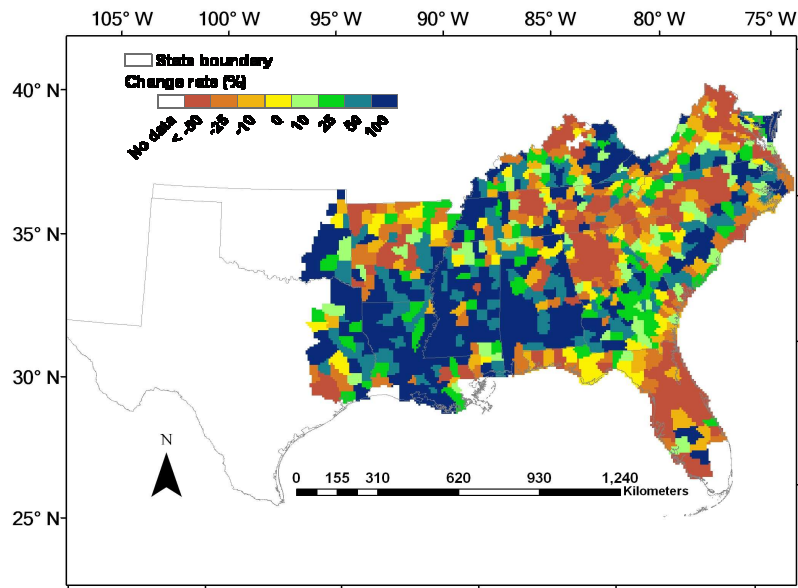 105° W 100° W 95° W 90° W 85° W 80° W 75° W
State boundary
Change rate (%)
No data < -50 -25 -10 0 10 25 50 100
40° N
35° N
30° N
25° N
N
0 155 310 620 930 1,240
Kilometers